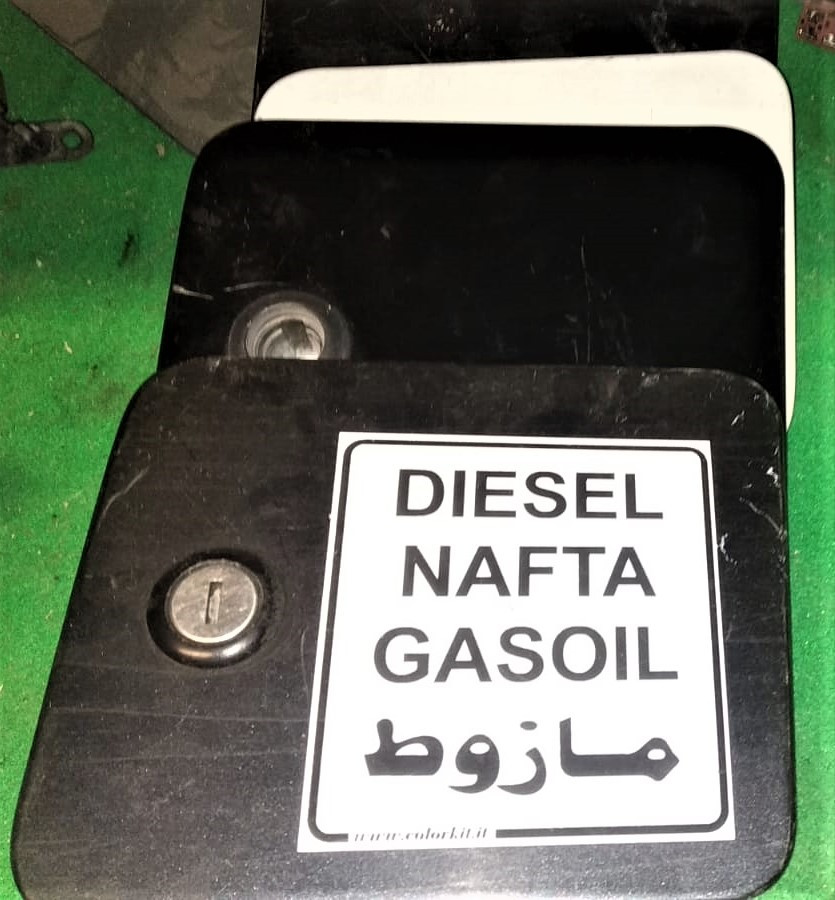 DIESEL
NAFTA
GASOIL
مازوط
www.colorkit.it